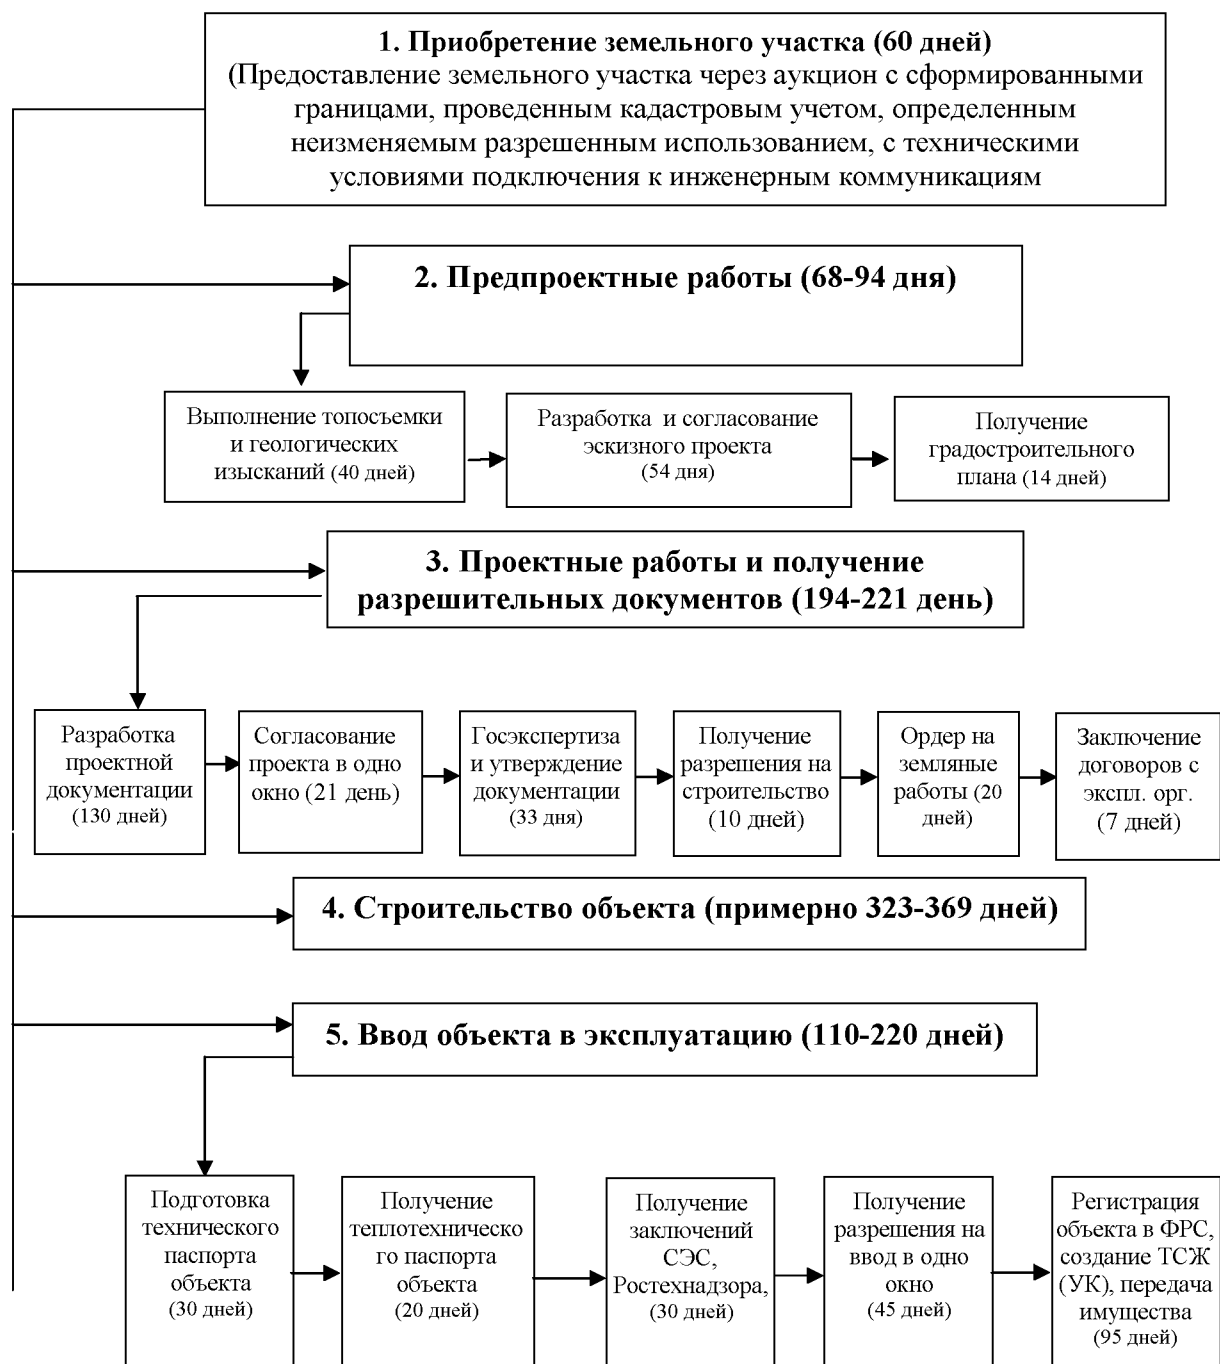 1. Приобретение земельного участка (60 дней)
(Предоставление земельного участка через аукцион с сформированными
границами, проведенным кадастровым учетом, определенным
неизменяемым разрешенным использованием, с техническими
условиями подключения к инженерным коммуникациям
2. Предпроектные работы (68-94 дня)
Выполнение топосъемки
и геологических
изысканий (40 дней)
Разработка и согласование
эскизного проекта
(54 дня)
Получение
градостроительного
плана (14 дней)
3. Проектные работы и получение
разрешительных документов (194-221 день)
Разработка
проектной
документации
(130 дней)
Согласование
проекта в одно
окно (21 день)
Госэкспертиза
и утверждение
документации
(33 дня)
Получение
разрешения на
строительство
(10 дней)
Ордер на
земляные
работы (20
дней)
Заключение
договоров с
экспл. орг.
(7 дней)
4. Строительство объекта (примерно 323-369 дней)
5. Ввод объекта в эксплуатацию (110-220 дней)
Подготовка
технического
паспорта
объекта
(30 дней)
Получение
теплотехническо
го паспорта
объекта
(20 дней)
Получение
заключений
СЭС,
Ростехнадзора,
(30 дней)
Получение
разрешения на
ввод в одно
окно
(45 дней)
Регистрация
объекта в ФРС,
создание ТСЖ
(УК), передача
имущества
(95 дней)